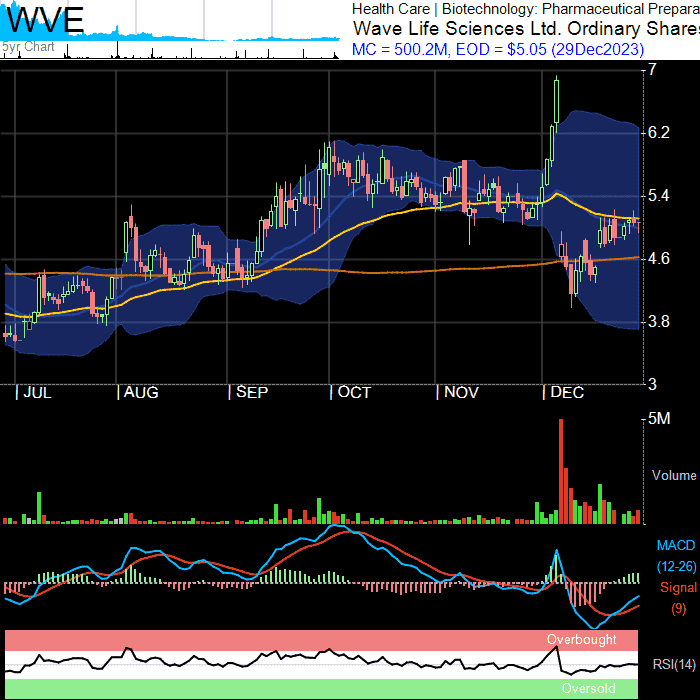 WVE
5yr Chart
Health Care | Biotechnology: Pharmaceutical Prepara
Wave Life Sciences Ltd. Ordinary Shares
MC = 500.2M, EOD = $5.05 (29Dec2023)
7
6.2
5.4
4.6
3.8
3
JUL AUG SEP OCT NOV DEC
5M
Volume
MACD
(12-26)
Signal
(9)
Overbought
RSI(14)
Oversold